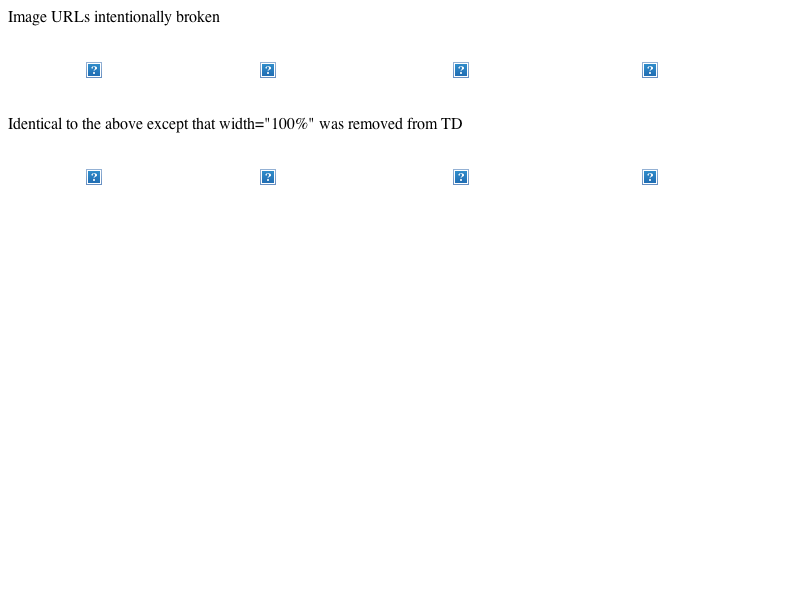 Image URLs intentionally broken
Identical to the above except that width="100%" was removed from TD